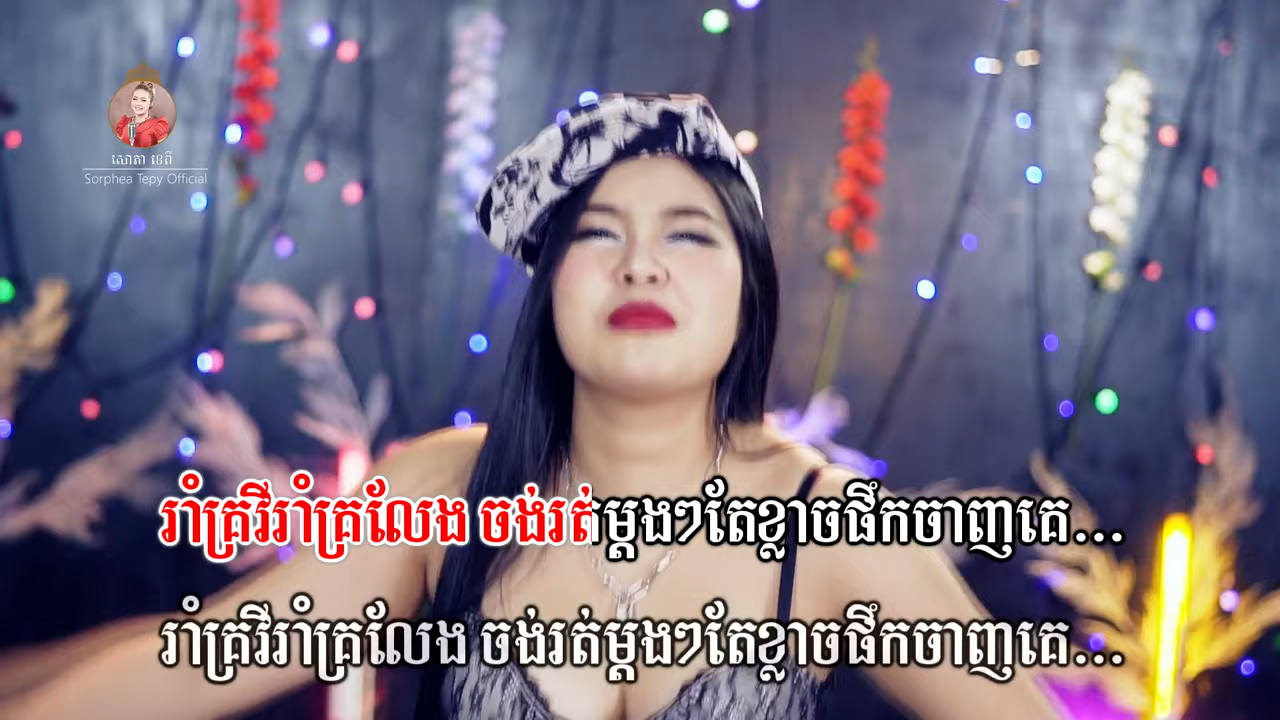 សោភា ទេពី
Sorphea Tepy Official
រាំគ្រវីរាំគ្រលែង ចង់រត់ម្ដងៗតែខ្លាចផឹកចាញ់គេ...
រាំគ្រវីរាំគ្រលែង ចង់រត់ម្ដងៗតែខ្លាចផឹកចាញ់គេ...